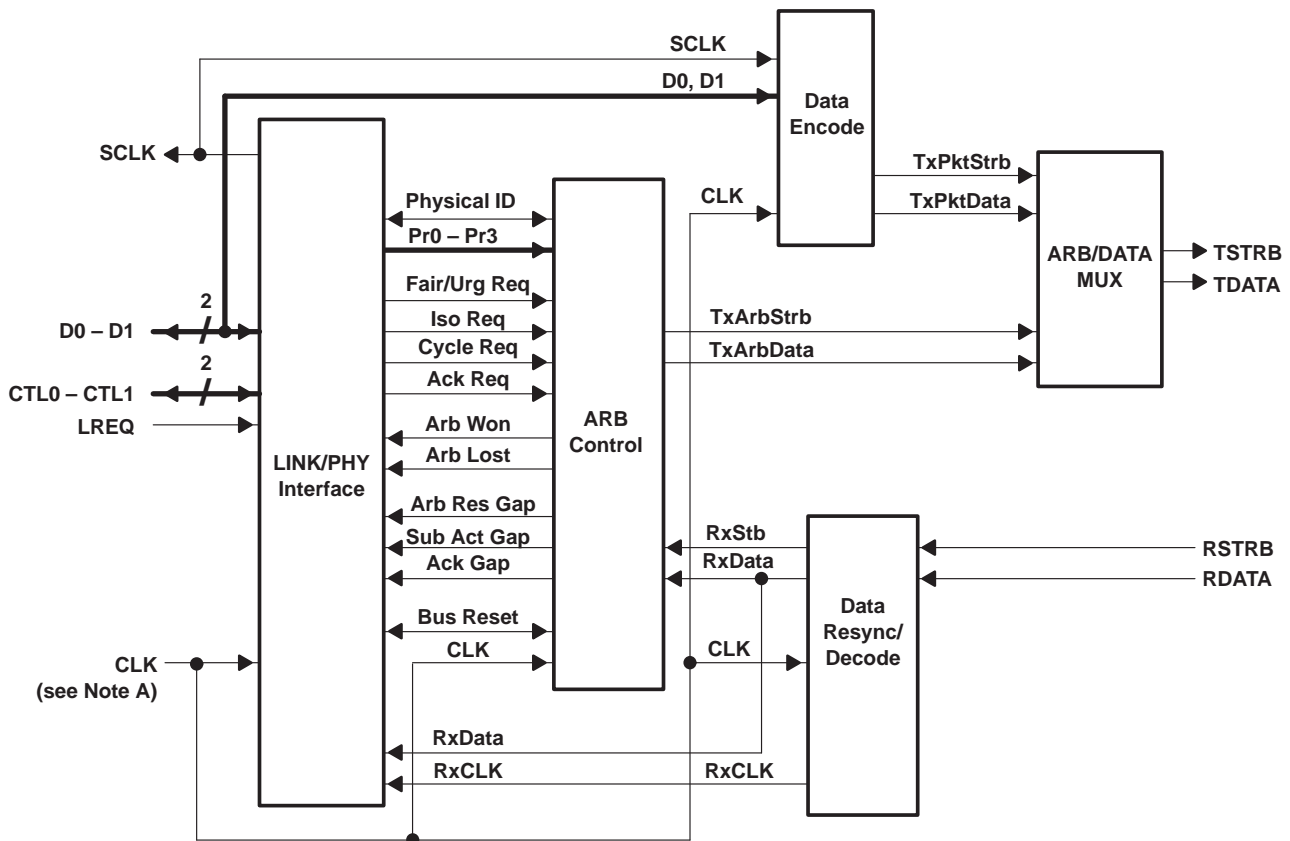 SCLK
D0, D1
Data
Encode
SCLK
TxPktStrb
TxPktData
CLK
Physical ID
Pr0 – Pr3
ARB/DATA
MUX
TSTRB
TDATA
Fair/Urg Req
Iso Req
Cycle Req
Ack Req
2
D0 – D1
2
CTL0 – CTL1
LREQ
TxArbStrb
TxArbData
Arb Won
Arb Lost
ARB
Control
LINK/PHY
Interface
Arb Res Gap
Sub Act Gap
Ack Gap
RxStb
RxData
RSTRB
RDATA
Data
Resync/
Decode
Bus Reset
CLK
CLK
CLK
(see Note A)
RxData
RxCLK
RxCLK